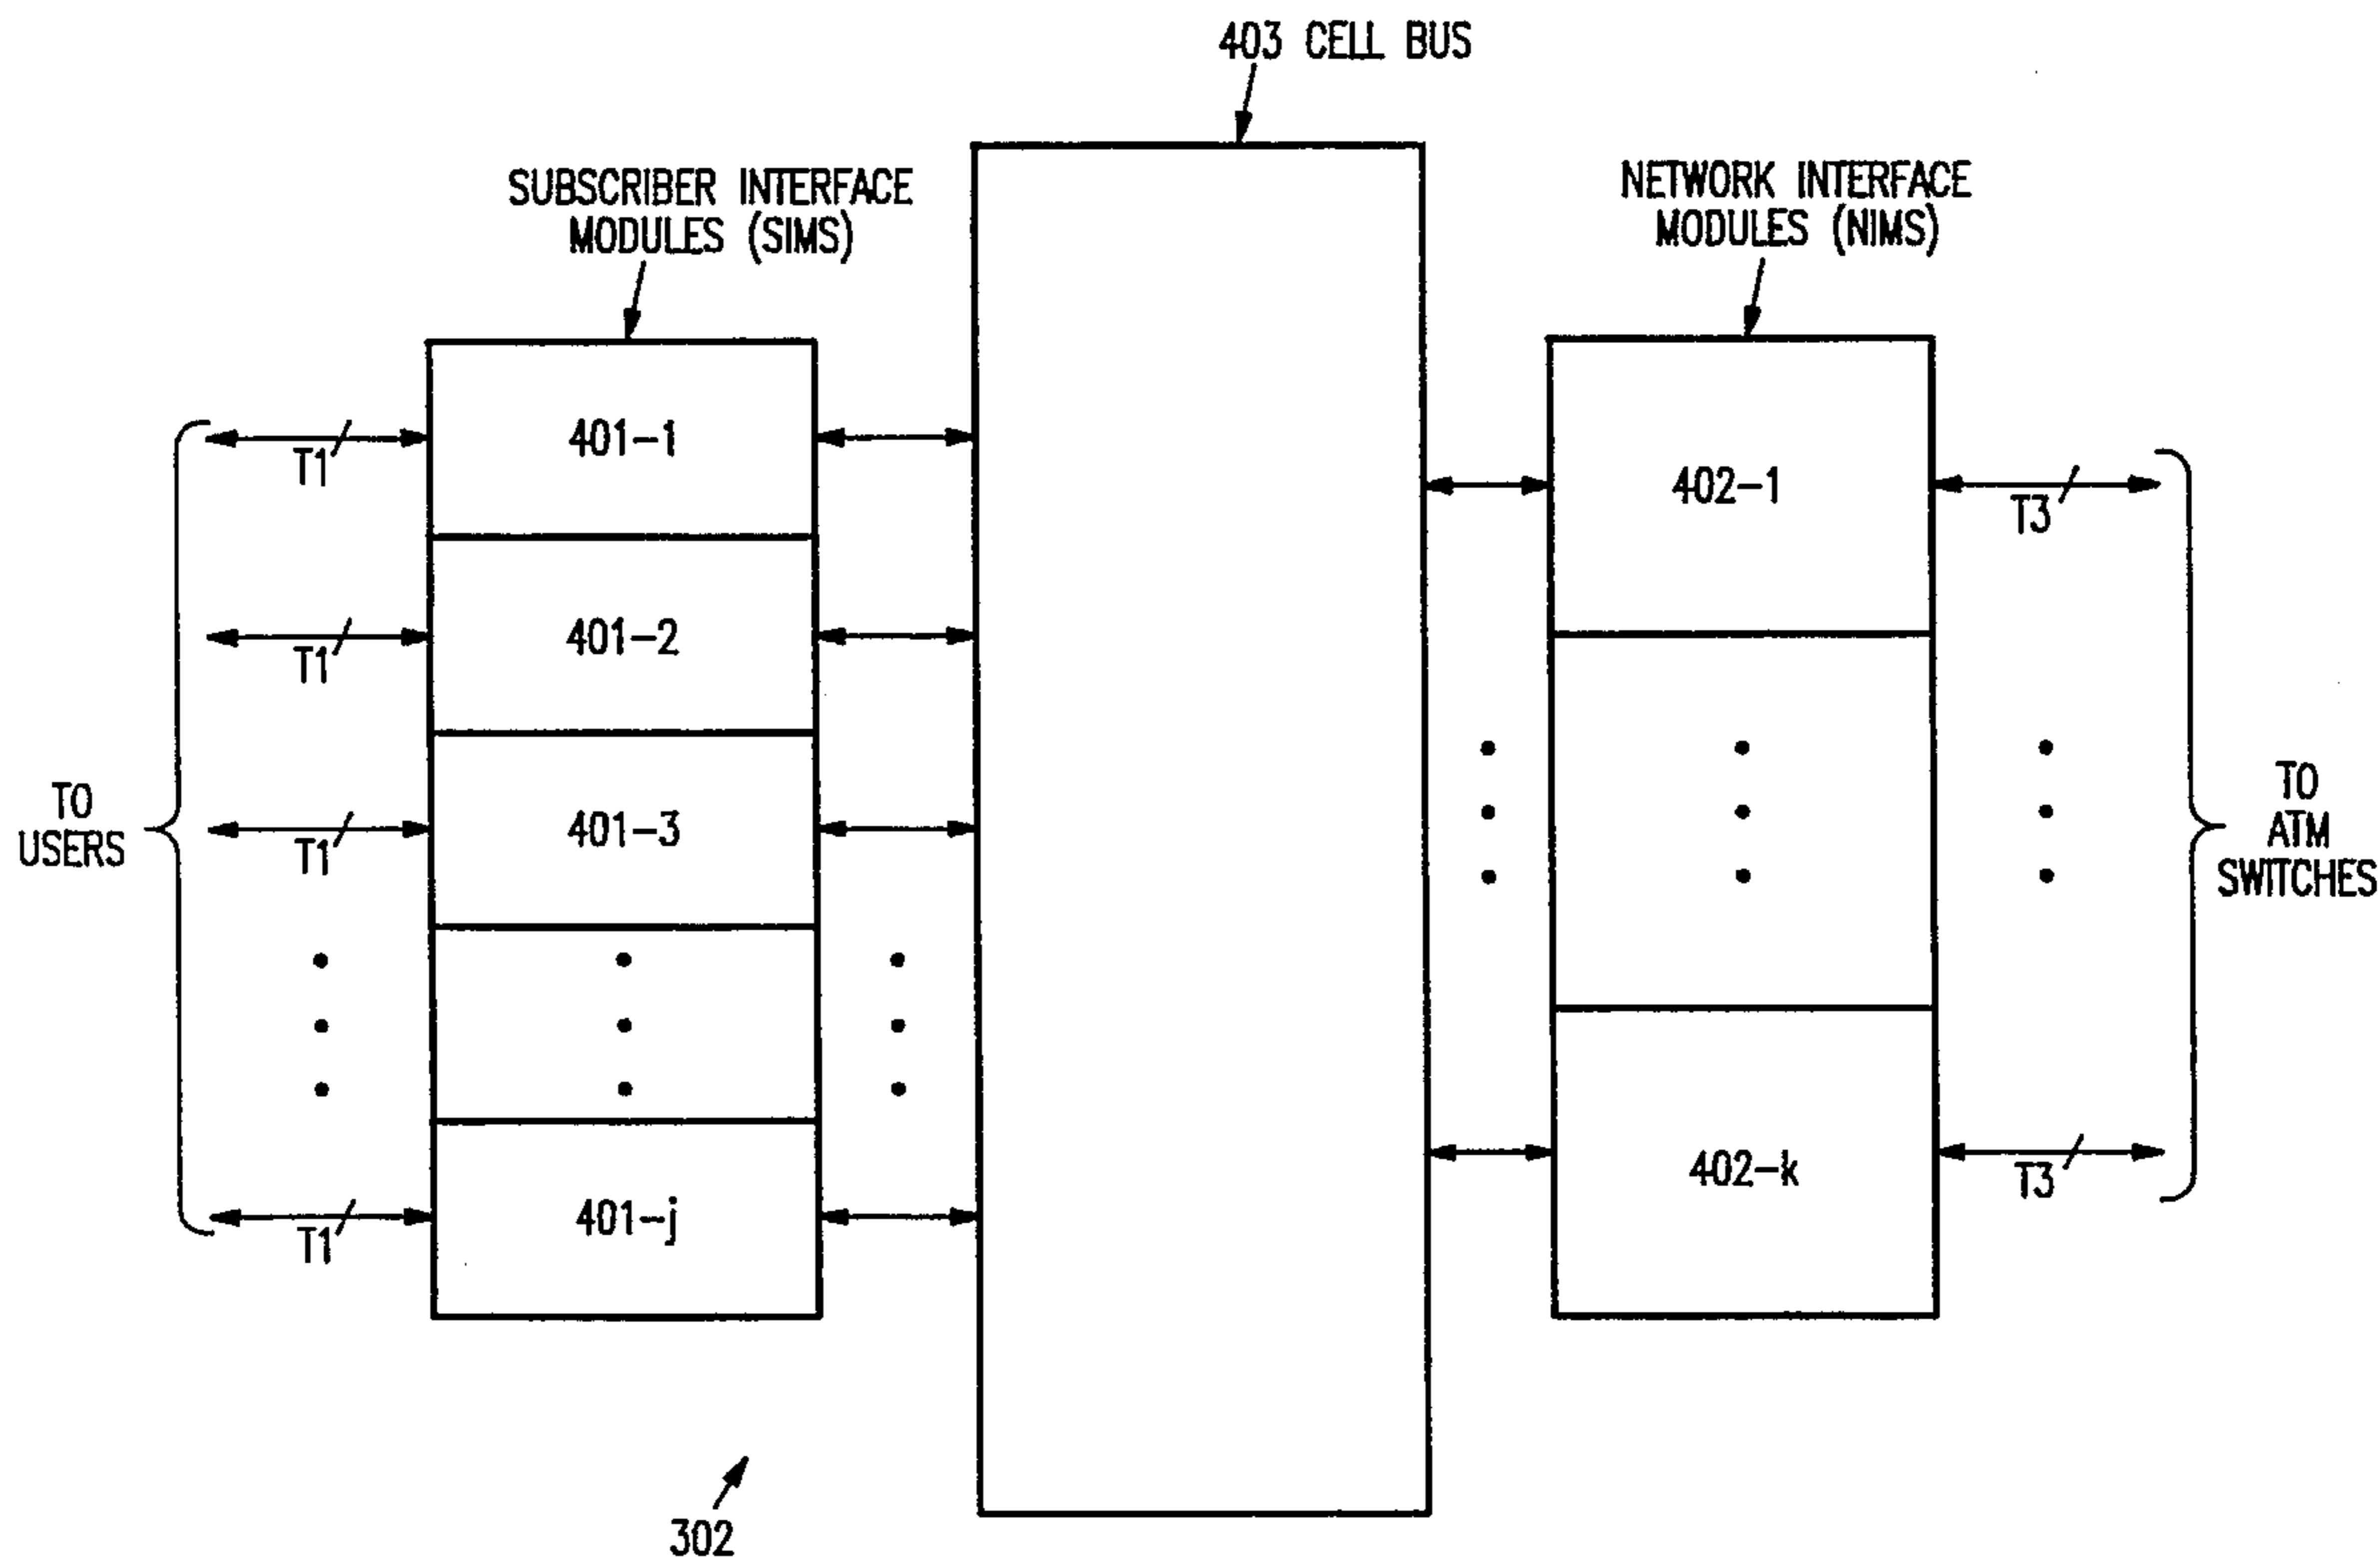 403 CELL BUS
SUBSCRIBER INTERFACE
MODULES (SIMS)
NETWORK INTERFACE
MODULES (NIMS)
401-1
T1
402-1
T3
401-2
T1
TO
USERS
401-3
T1
TO
ATM
SWITCHES
402-k
T3
401-j
T1
302